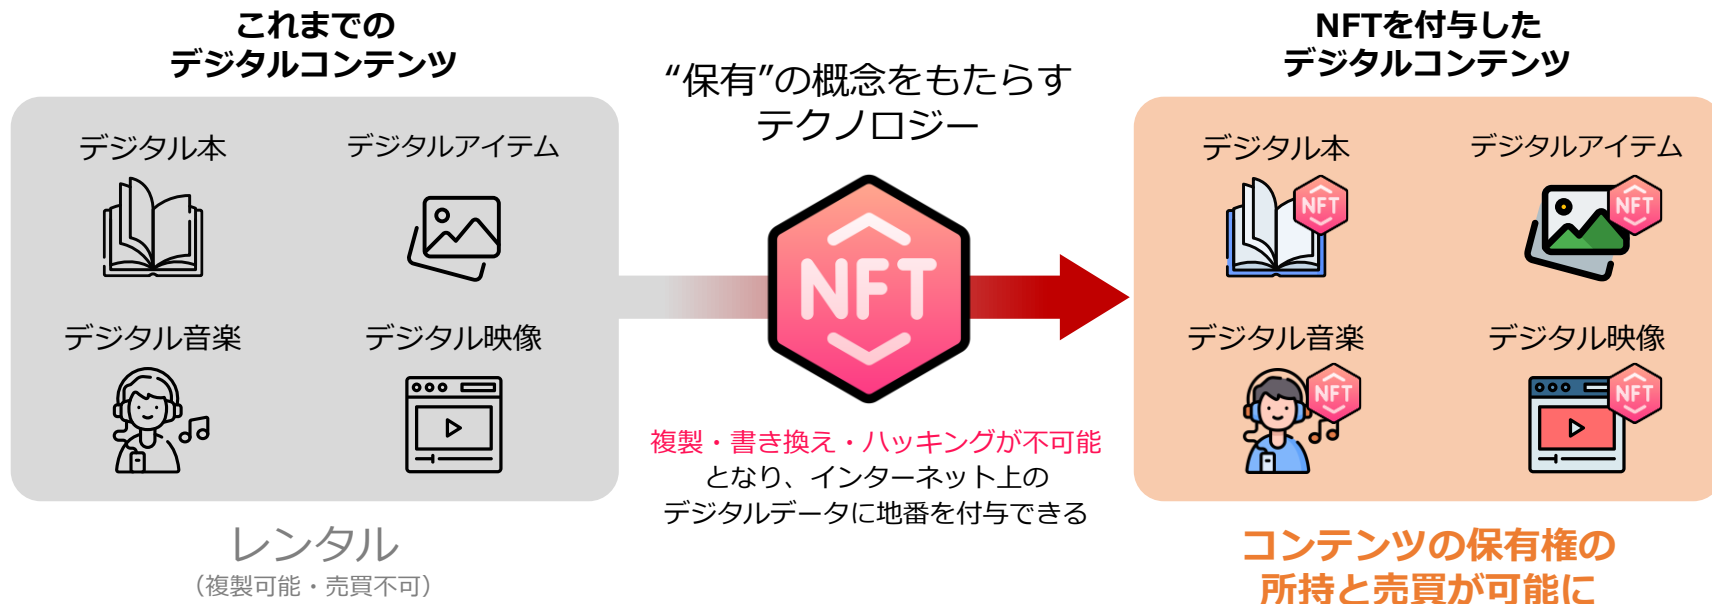 これまでの
デジタルコンテンツ
デジタル本
デジタルアイテム
デジタル音楽
デジタル映像
レンタル
（複製可能・売買不可）
“保有”の概念をもたらす
テクノロジー
NFT
複製・書き換え・ハッキングが不可能
となり、インターネット上の
デジタルデータに地番を付与できる
NFTを付与した
デジタルコンテンツ
デジタル本
NFT
デジタルアイテム
NFT
デジタル音楽
NFT
デジタル映像
NFT
コンテンツの保有権の
所持と売買が可能に